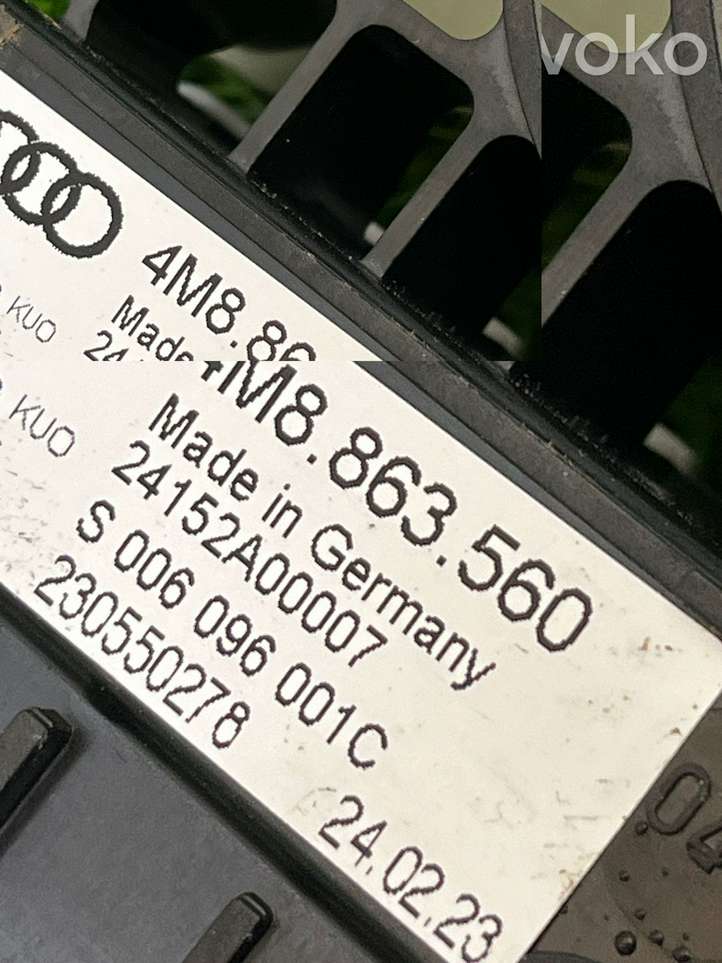 voko
4M8.86
KUO
Made
24
M8.863.560
KUO
Made in Germany
24152A00007
S 006 096 001C
230550278
24.02.23
04